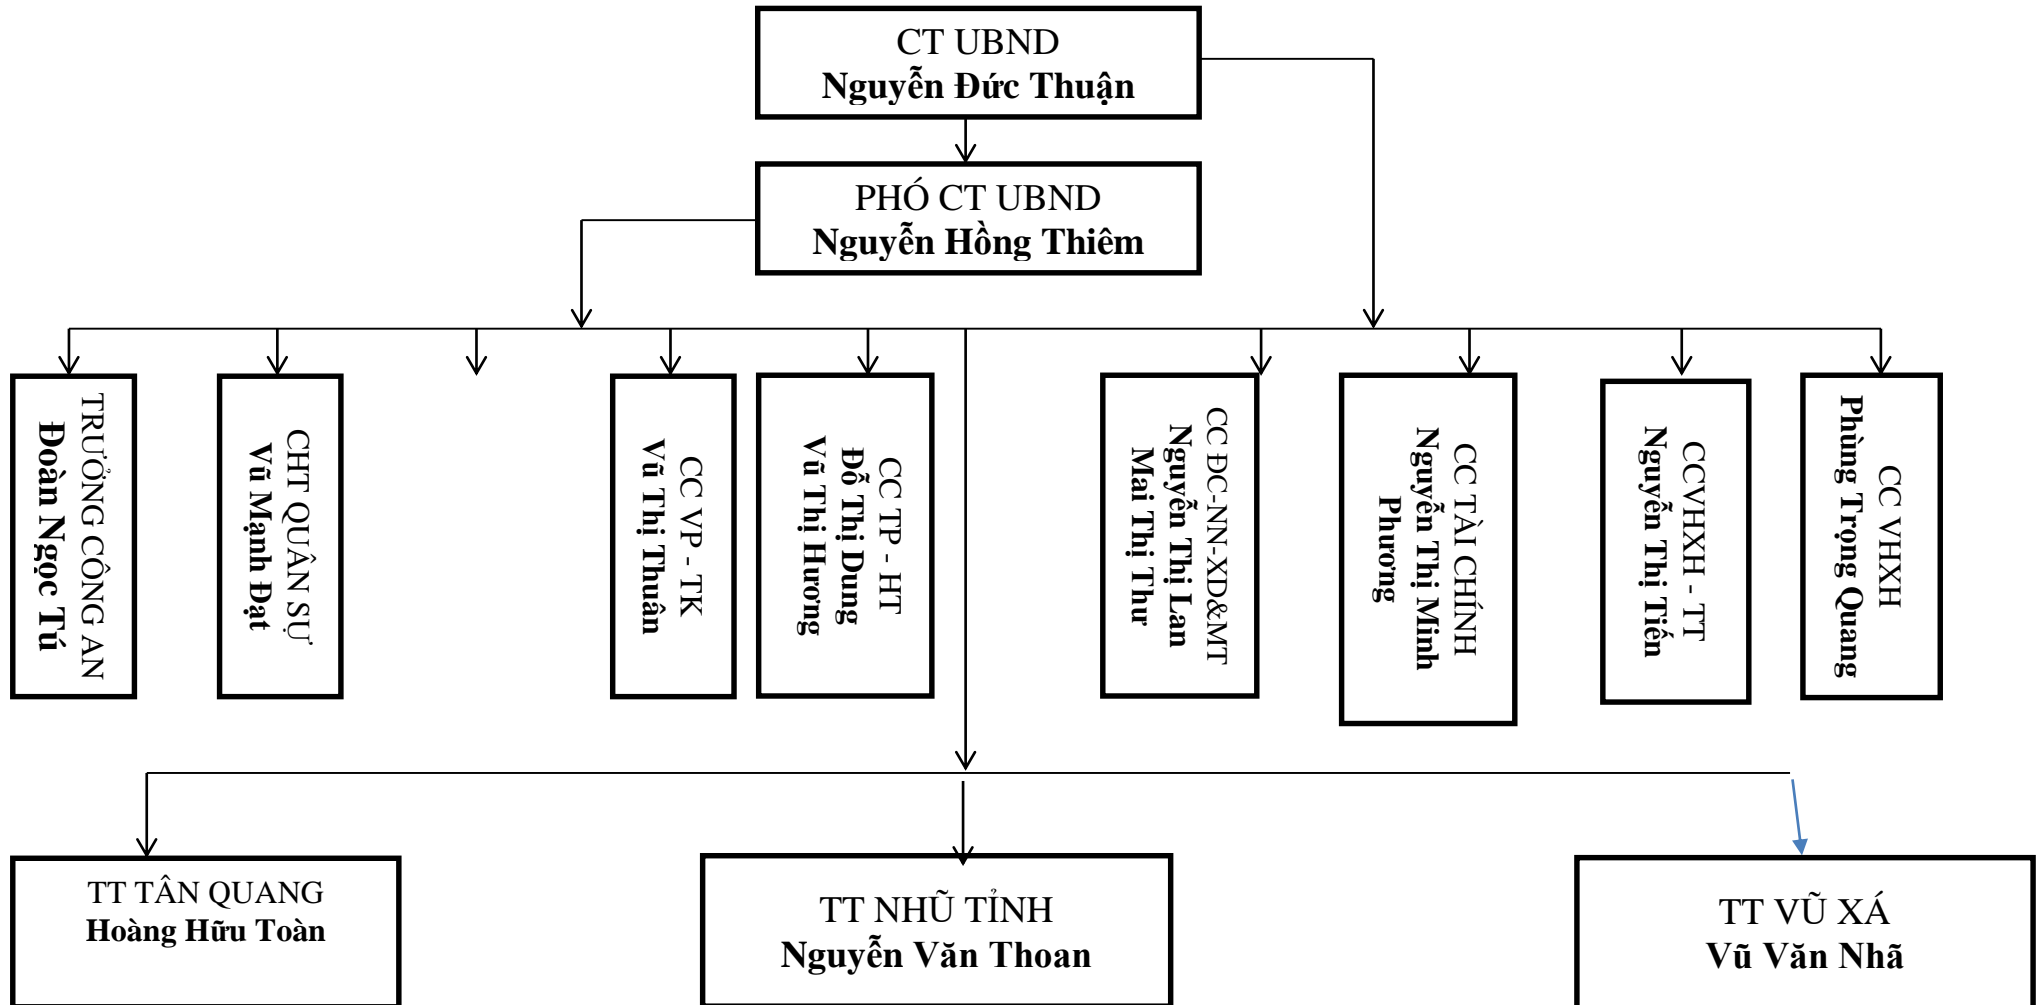 CT UBND
Nguyễn Đức Thuận
PHÓ CT UBND
Nguyễn Hồng Thiêm
TRƯỞNG CÔNG AN
Đoàn Ngọc Tú
CHT QUÂN SỰ
Vũ Mạnh Đạt
CC VP - TK
Vũ Thị Thuân
CC TP - HT
Đỗ Thị Dung
Vũ Thị Hương
CC ĐC-NN-XD&MT
Nguyễn Thị Lan
Mai Thị Thư
CC TÀI CHÍNH
Nguyễn Thị Minh
Phương
CCVHXH - TT
Nguyễn Thị Tiến
CC VHXH
Phùng Trọng Quang
TT TÂN QUANG
Hoàng Hữu Toàn
TT NHŨ TỈNH
Nguyễn Văn Thoan
TT VŨ XÁ
Vũ Văn Nhã